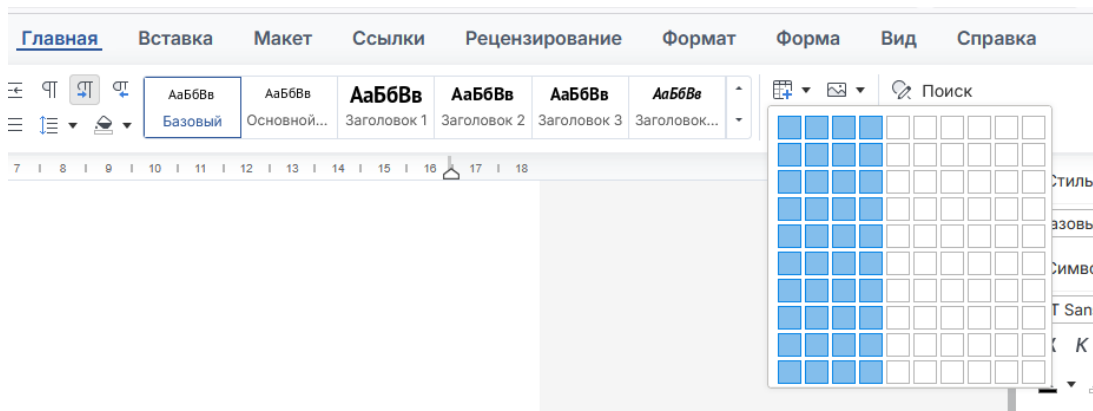 Главная Вставка Макет Ссылки Рецензирование Формат Форма Вид Справка
АаБбВв АаБбВв АаБбВв АаБбВв АаБбВв АаБбВв
Поиск
Базовый Основной... Заголовок 1 Заголовок 2 Заголовок 3 Заголовок...
7 8 9 10 11 12 13 14 15 16 17 18
К